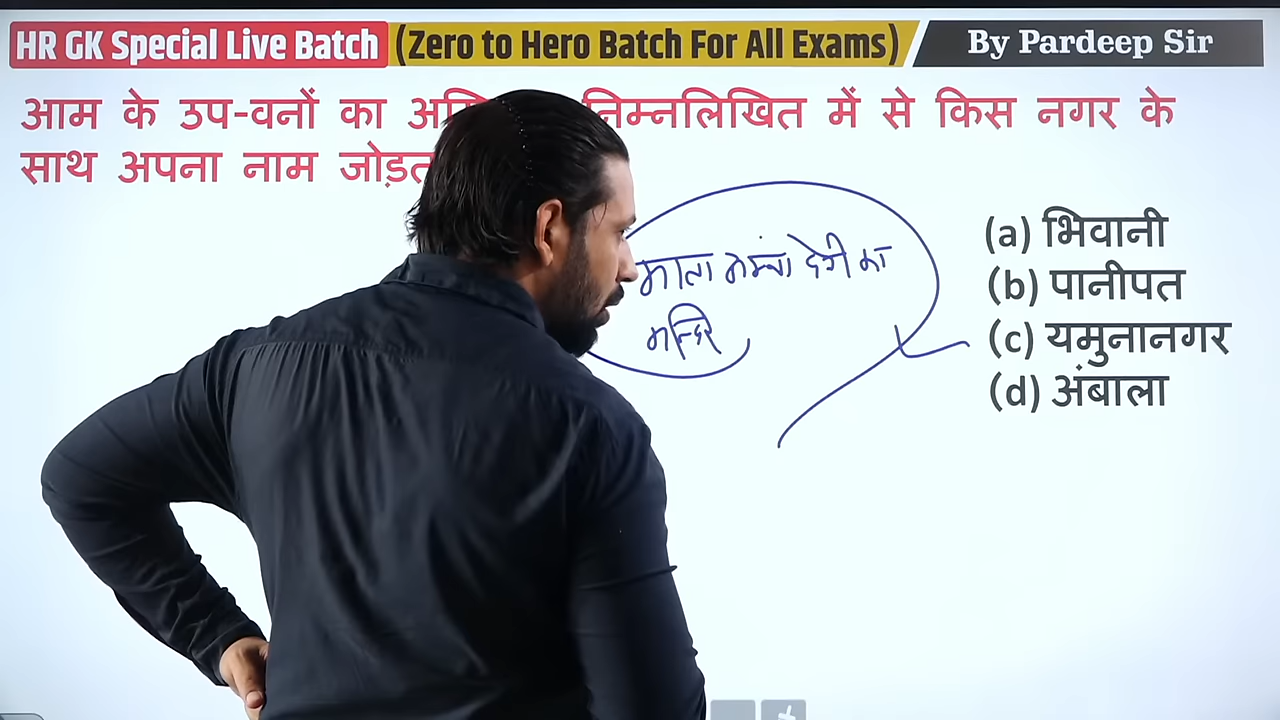 HR GK Special Live Batch (Zero to Hero Batch For All Exams) By Pardeep Sir
आम के उप-वनों का निम्नलिखित में से किस नगर के
साथ अपना नाम
माता देवी का
मन्दिर
(a) भिवानी
(b) पानीपत
(c) यमुनानगर
(d) अंबाला